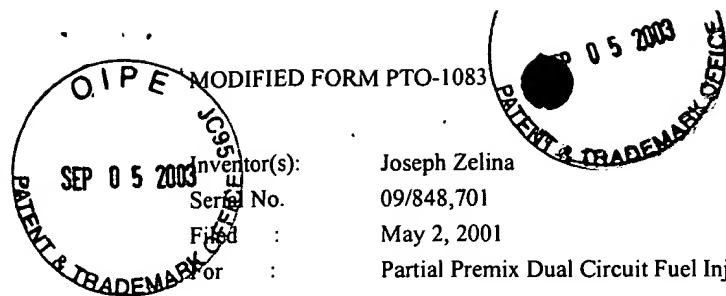 MODIFIED FORM PTO-1083
OIPE JC95
SEP 0 5 2003
PATENT & TRADEMARK OFFICE
0 5 2003
PATENT & TRADEMARK OFFICE
Inventor(s): Joseph Zelina
Serial No. 09/848,701
Filed : May 2, 2001
For : Partial Premix Dual Circuit Fuel Inj